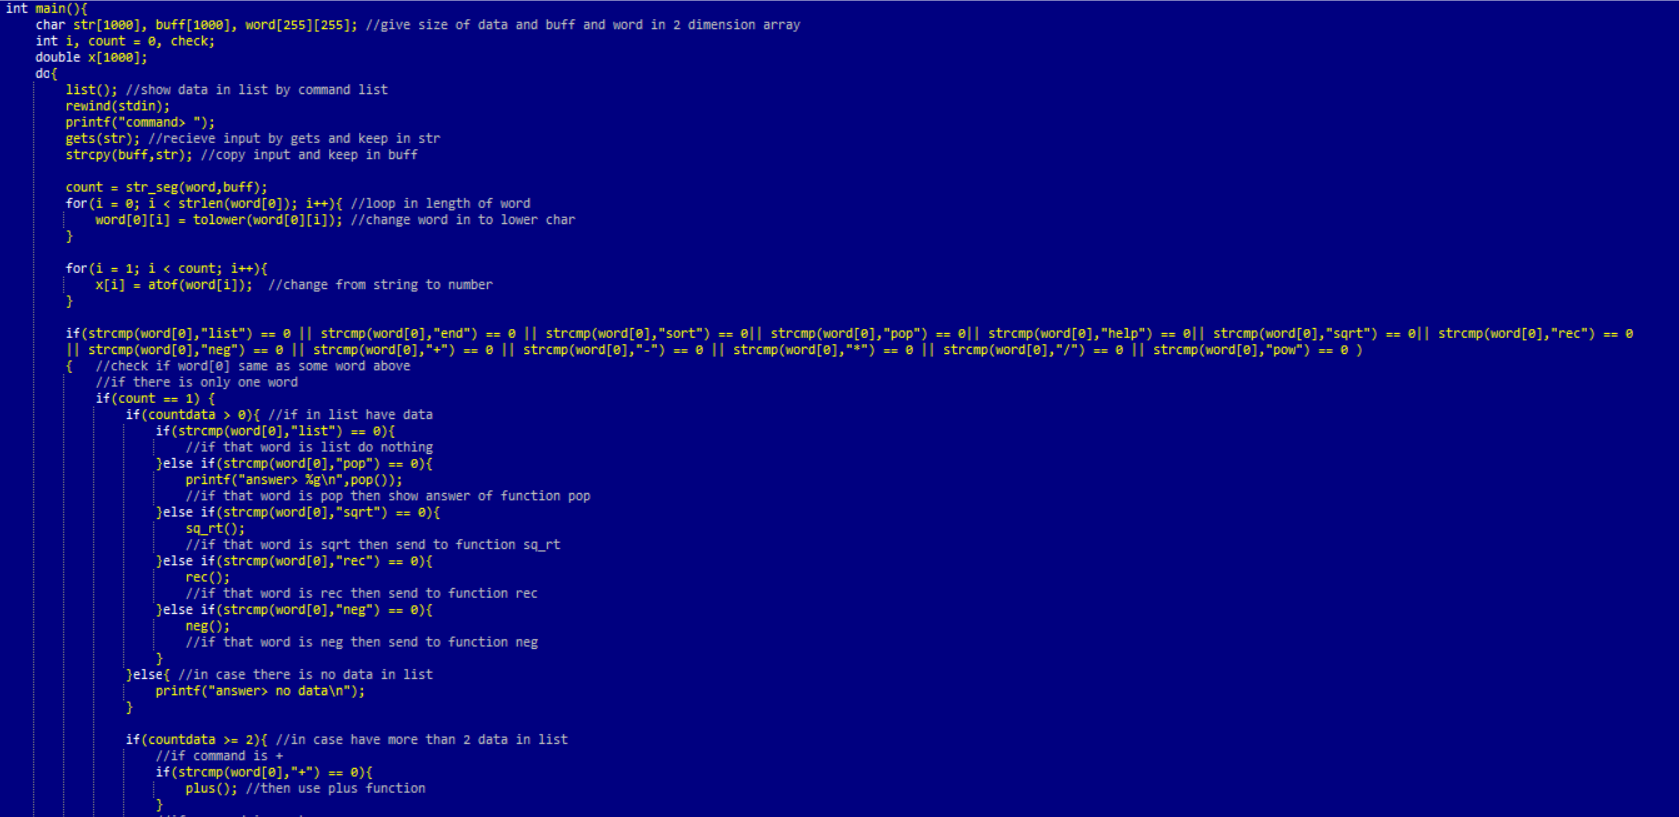 int main(){
char str[1000], buff[1000], word[255][255]; //give size of data and buff and word in 2 dimension array
int i, count = 0, check;
double x[1000];
do{
list(); //show data in list by command list
rewind(stdin);
printf("command> ");
gets(str); //recieve input by gets and keep in str
strcpy(buff,str); //copy input and keep in buff
count = str_seg(word,buff);
for(i = 0; i < strlen(word[0]); i++){ //loop in length of word
word[0][i] = tolower(word[0][i]); //change word in to lower char
}
for(i = 1; i < count; i++){
x[i] = atof(word[i]);  //change from string to number
}
if(strcmp(word[0],"list") == 0 || strcmp(word[0],"end") == 0 || strcmp(word[0],"sort") == 0|| strcmp(word[0],"pop") == 0|| strcmp(word[0],"help") == 0|| strcmp(word[0],"sqrt") == 0|| strcmp(word[0],"rec") == 0
|| strcmp(word[0],"neg") == 0 || strcmp(word[0],"+") == 0 || strcmp(word[0],"-") == 0 || strcmp(word[0],"*") == 0 || strcmp(word[0],"/") == 0 || strcmp(word[0],"pow") == 0 )
{   //check if word[0] same as some word above
//if there is only one word
if(count == 1) {
if(countdata > 0){ //if in list have data
if(strcmp(word[0],"list") == 0){
//if that word is list do nothing
}else if(strcmp(word[0],"pop") == 0){
printf("answer> %g\n",pop());
//if that word is pop then show answer of function pop
}else if(strcmp(word[0],"sqrt") == 0){
sq_rt();
//if that word is sqrt then send to function sq_rt
}else if(strcmp(word[0],"rec") == 0){
rec();
//if that word is rec then send to function rec
}else if(strcmp(word[0],"neg") == 0){
neg();
//if that word is neg then send to function neg
}
}else{ //in case there is no data in list
printf("answer> no data\n");
}
if(countdata >= 2){ //in case have more than 2 data in list
//if command is +
if(strcmp(word[0],"+") == 0){
plus(); //then use plus function
}